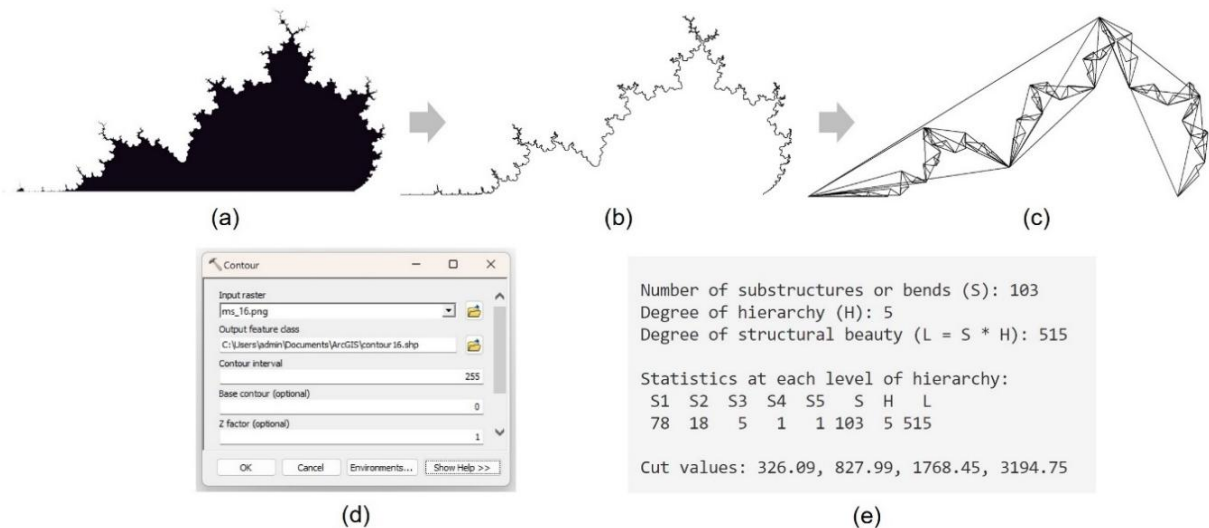 (a)
(b)
(c)
Contour
Input raster
ms_16.png
Output feature class
C:\Users\admin\Documents\ArcGIS\contour16.shp
Contour interval
255
Base contour (optional)
0
Z factor (optional)
1
OK Cancel Environments... Show Help >>
(d)
Number of substructures or bends (S): 103
Degree of hierarchy (H): 5
Degree of structural beauty (L = S * H): 515
Statistics at each level of hierarchy:
S1 S2 S3 S4 S5 S H L
78 18 5 1 1 103 5 515
Cut values: 326.09, 827.99, 1768.45, 3194.75
(e)